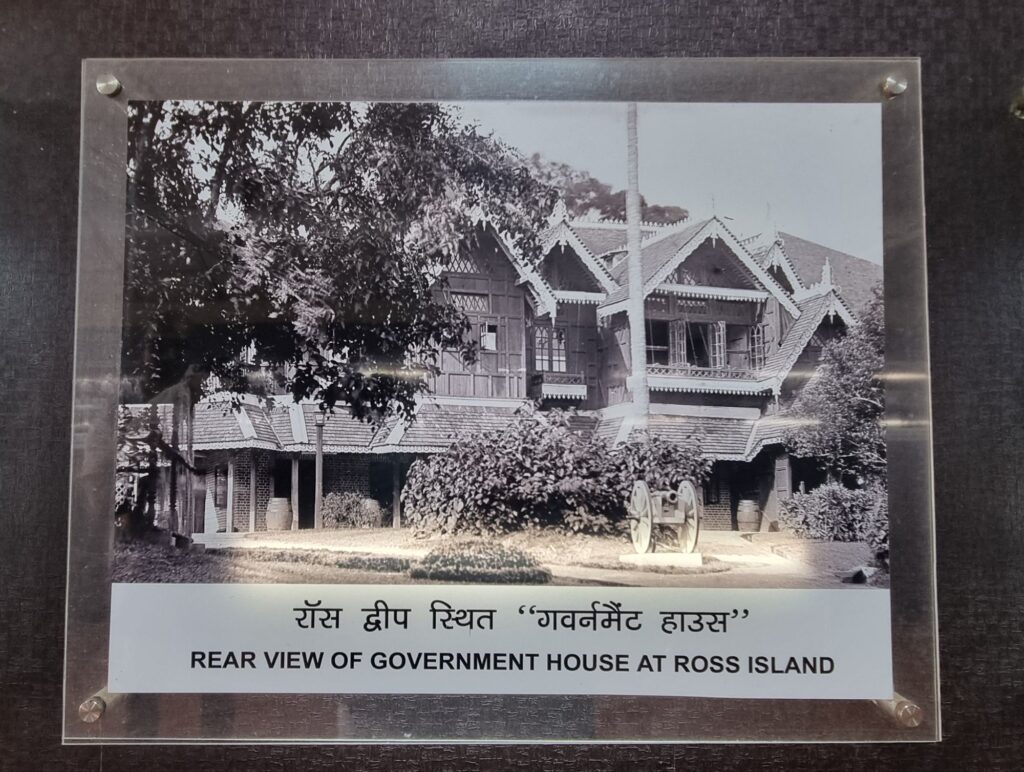 रॉस द्वीप स्थित “गवर्नमैंट हाउस”
REAR VIEW OF GOVERNMENT HOUSE AT ROSS ISLAND